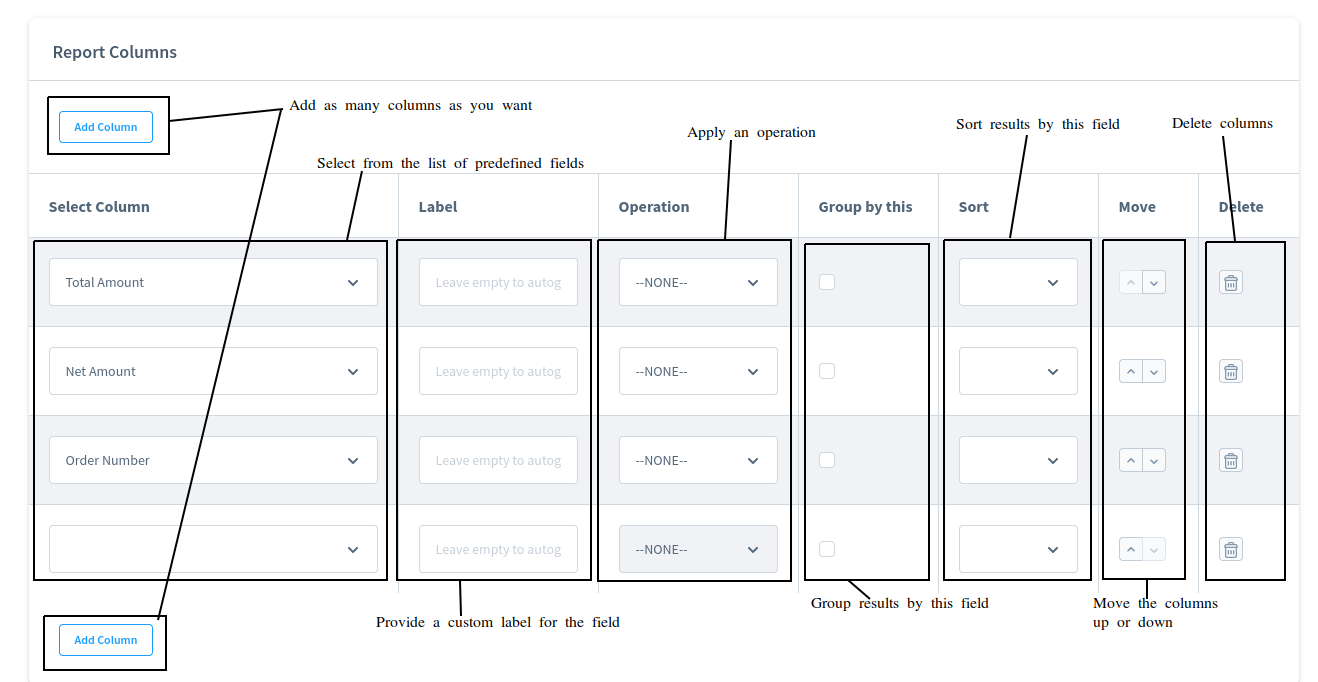 Report Columns
Add as many columns as you want
Add Column
Apply an operation
Sort results by this field
Delete columns
Select from the list of predefined fields
Select Column Label Operation Group by this Sort Move Delete
Total Amount Leave empty to autog --NONE--
Net Amount Leave empty to autog --NONE--
Order Number Leave empty to autog --NONE--
Leave empty to autog --NONE--
Group results by this field
Move the columns
up or down
Provide a custom label for the field
Add Column